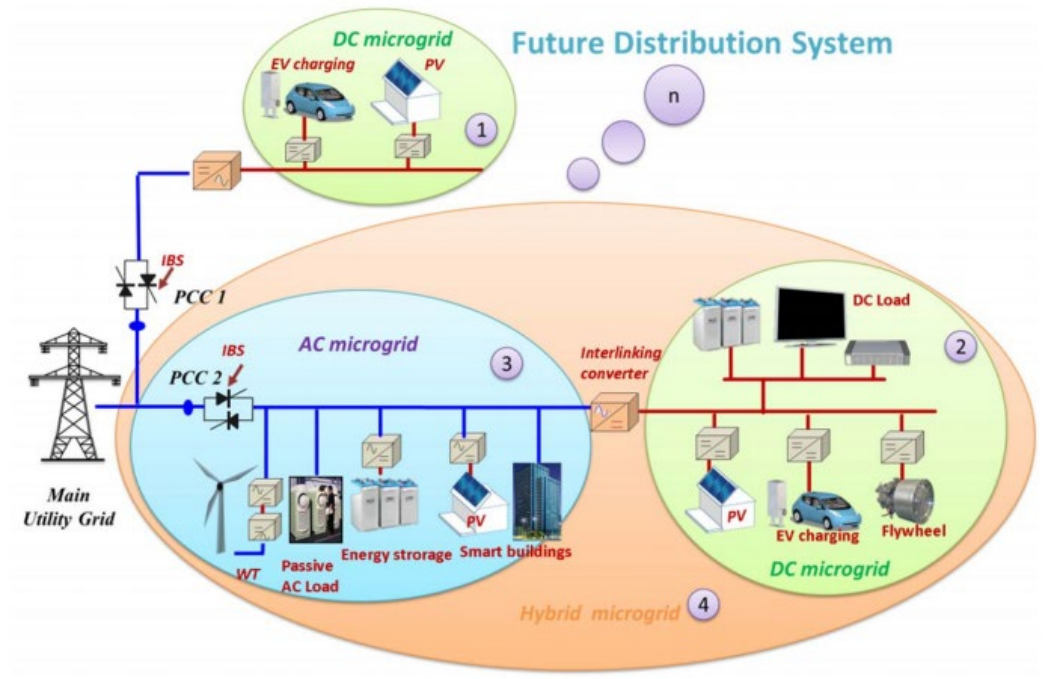 Future Distribution System
DC microgrid
EV charging
PV
1
n
IBS
PCC 1
AC microgrid
3
IBS
PCC 2
Interlinking
converter
DC Load
2
Main
Utility Grid
WT
Passive
AC Load
Energy strorage
PV
Smart buildings
PV
EV charging
Flywheel
DC microgrid
Hybrid microgrid
4